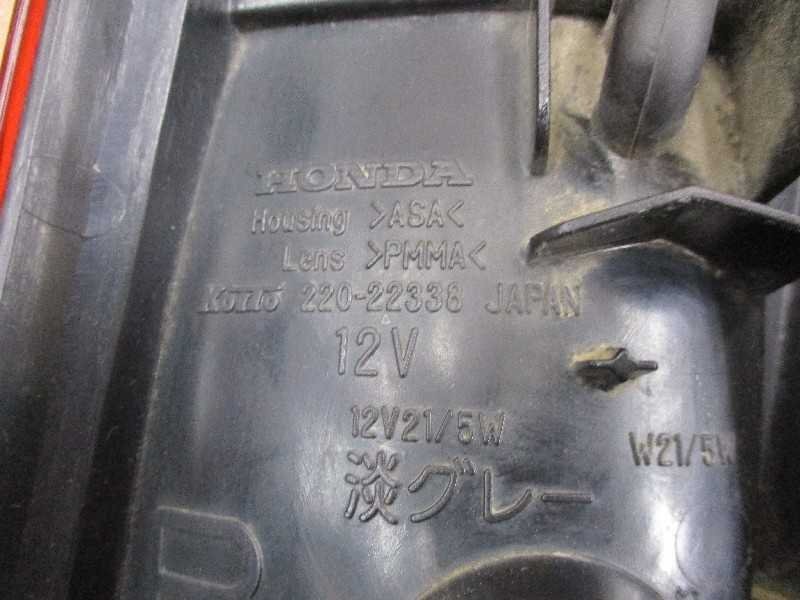 HONDA
Housing >ASA<
Lens >PMMA<
KOITO 220-22338 JAPAN
12V
12V21/5W
W21/5W
淡グレー
R